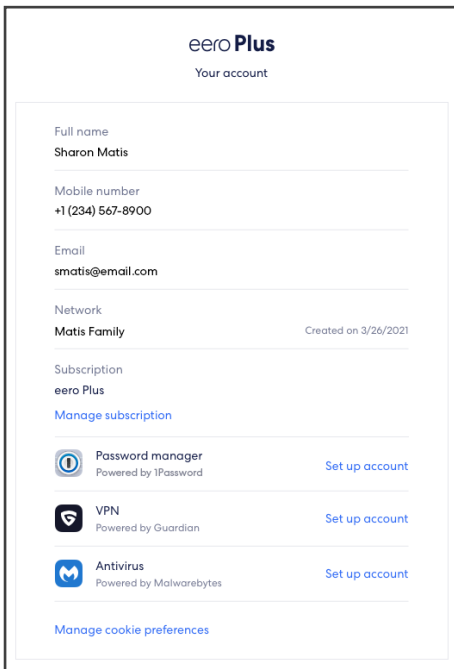 eero Plus
Your account
Full name
Sharon Matis
Mobile number
+1 (234) 567-8900
Email
smatis@email.com
Network
Matis Family
Created on 3/26/2021
Subscription
eero Plus
Manage subscription
Password manager
Powered by 1Password
Set up account
VPN
Powered by Guardian
Set up account
Antivirus
Powered by Malwarebytes
Set up account
Manage cookie preferences